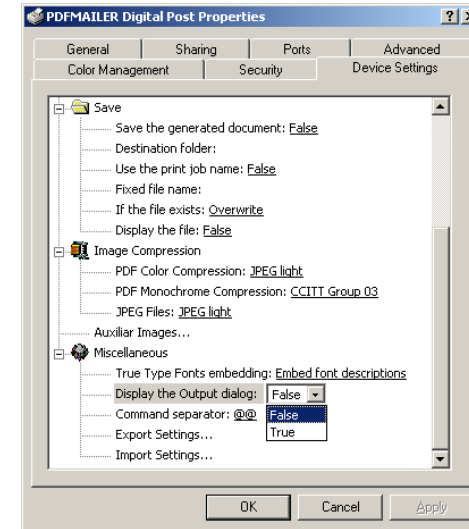 PDFMAILER Digital Post Properties
General Sharing Ports Advanced
Color Management Security Device Settings
Save
Save the generated document: False
Destination folder:
Use the print job name: False
Fixed file name:
If the file exists: Overwrite
Display the file: False
Image Compression
PDF Color Compression: JPEG light
PDF Monochrome Compression: CCITT Group 03
JPEG Files: JPEG light
Auxiliar Images...
Miscellaneous
True Type Fonts embedding: Embed font descriptions
Display the Output dialog: False
Command separator: @@ False
Export Settings... True
Import Settings...
OK Cancel Apply